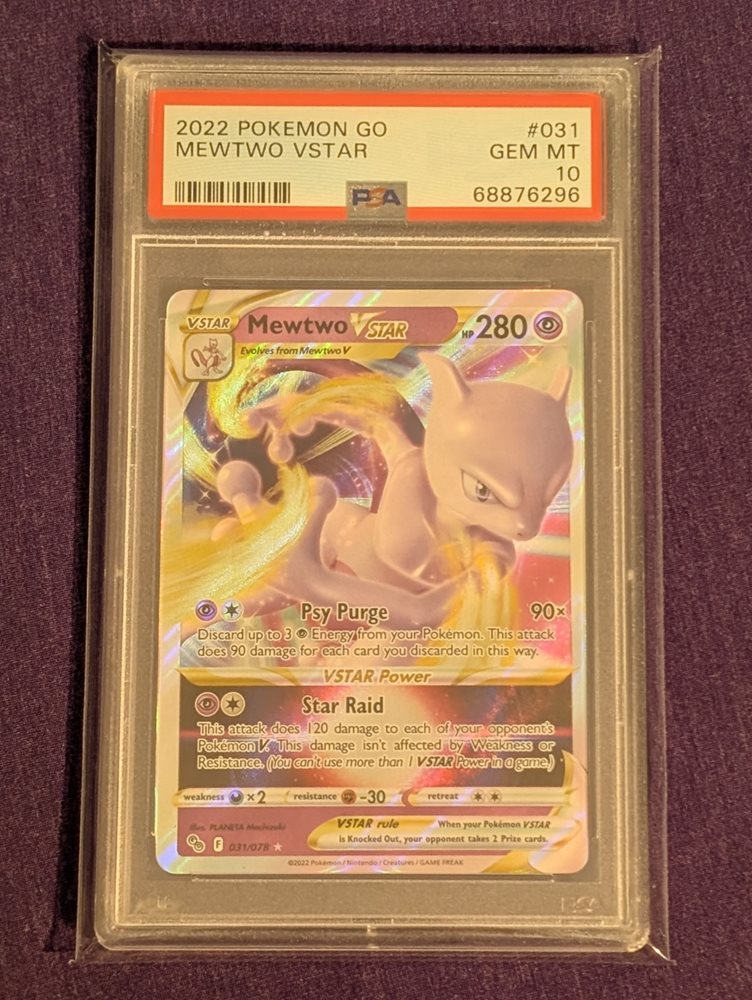 2022 POKEMON GO #031
MEWTWO VSTAR GEM MT
10
PSA 68876296
VSTAR Mewtwo VSTAR HP 280
Evolves from Mewtwo V
Psy Purge 90×
Discard up to 3 Energy from your Pokémon. This attack
does 90 damage for each card you discarded in this way.
VSTAR Power
Star Raid
This attack does 120 damage to each of your opponent's
Pokémon V. This damage isn't affected by Weakness or
Resistance. (You can't use more than 1 VSTAR Power in a game.)
weakness ×2 resistance -30 retreat
Illus. PLANETA Mochizuki VSTAR rule When your Pokémon VSTAR
is Knocked Out, your opponent takes 2 Prize cards.
F 031/078
©2022 Pokémon / Nintendo / Creatures / GAME FREAK